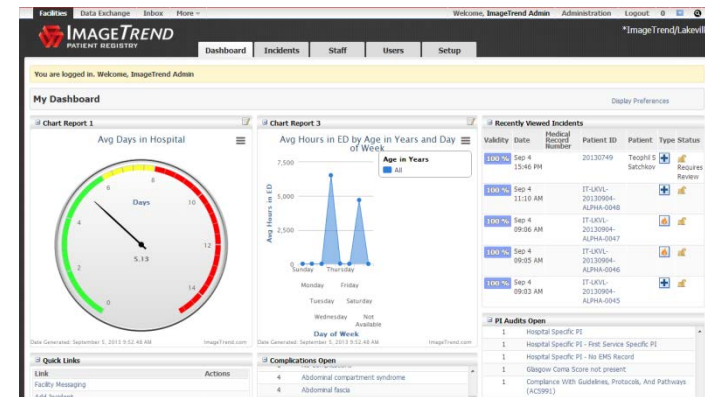 Facilities Data Exchange Inbox More Welcome, ImageTrend Admin Administration Logout 0
IMAGETREND
PATIENT REGISTRY
*ImageTrend/Lakevill
Dashboard Incidents Staff Users Setup
You are logged in. Welcome, ImageTrend Admin
My Dashboard
Display Preferences
Chart Report 1
Avg Days in Hospital
Days
0
4
6
8
10
12
14
5.13
Date Generated: September 5, 2013 9:52:48 AM ImageTrend.com
Chart Report 3
Avg Hours in ED by Age in Years and Day
of Week
Age in Years
All
Avg Hours in ED
7,500
5,000
2,500
0
Sunday Thursday
Monday Friday
Tuesday Saturday
Wednesday Not
Available
Day of Week
Date Generated: September 5, 2013 9:52:48 AM ImageTrend.com
Recently Viewed Incidents
Validity Date Medical Record Number Patient ID Patient Type Status
100 % Sep 4 15:46 PM 20130749 Teophil S Satchkov Requires Review
100 % Sep 4 11:10 AM IT-LKVL-20130904-ALPHA-0048
100 % Sep 4 09:06 AM IT-LKVL-20130904-ALPHA-0047
100 % Sep 4 09:05 AM IT-LKVL-20130904-ALPHA-0046
100 % Sep 4 09:03 AM IT-LKVL-20130904-ALPHA-0045
PI Audits Open
1 Hospital Specific PI
1 Hospital Specific PI - First Service Specific PI
1 Hospital Specific PI - No EMS Record
1 Glasgow Coma Score not present
1 Compliance With Guidelines, Protocols, And Pathways
(ACS991)
Quick Links
Link Actions
Facility Messaging
Add Incident
Complications Open
No complications
4 Abdominal compartment syndrome
4 Abdominal fascia